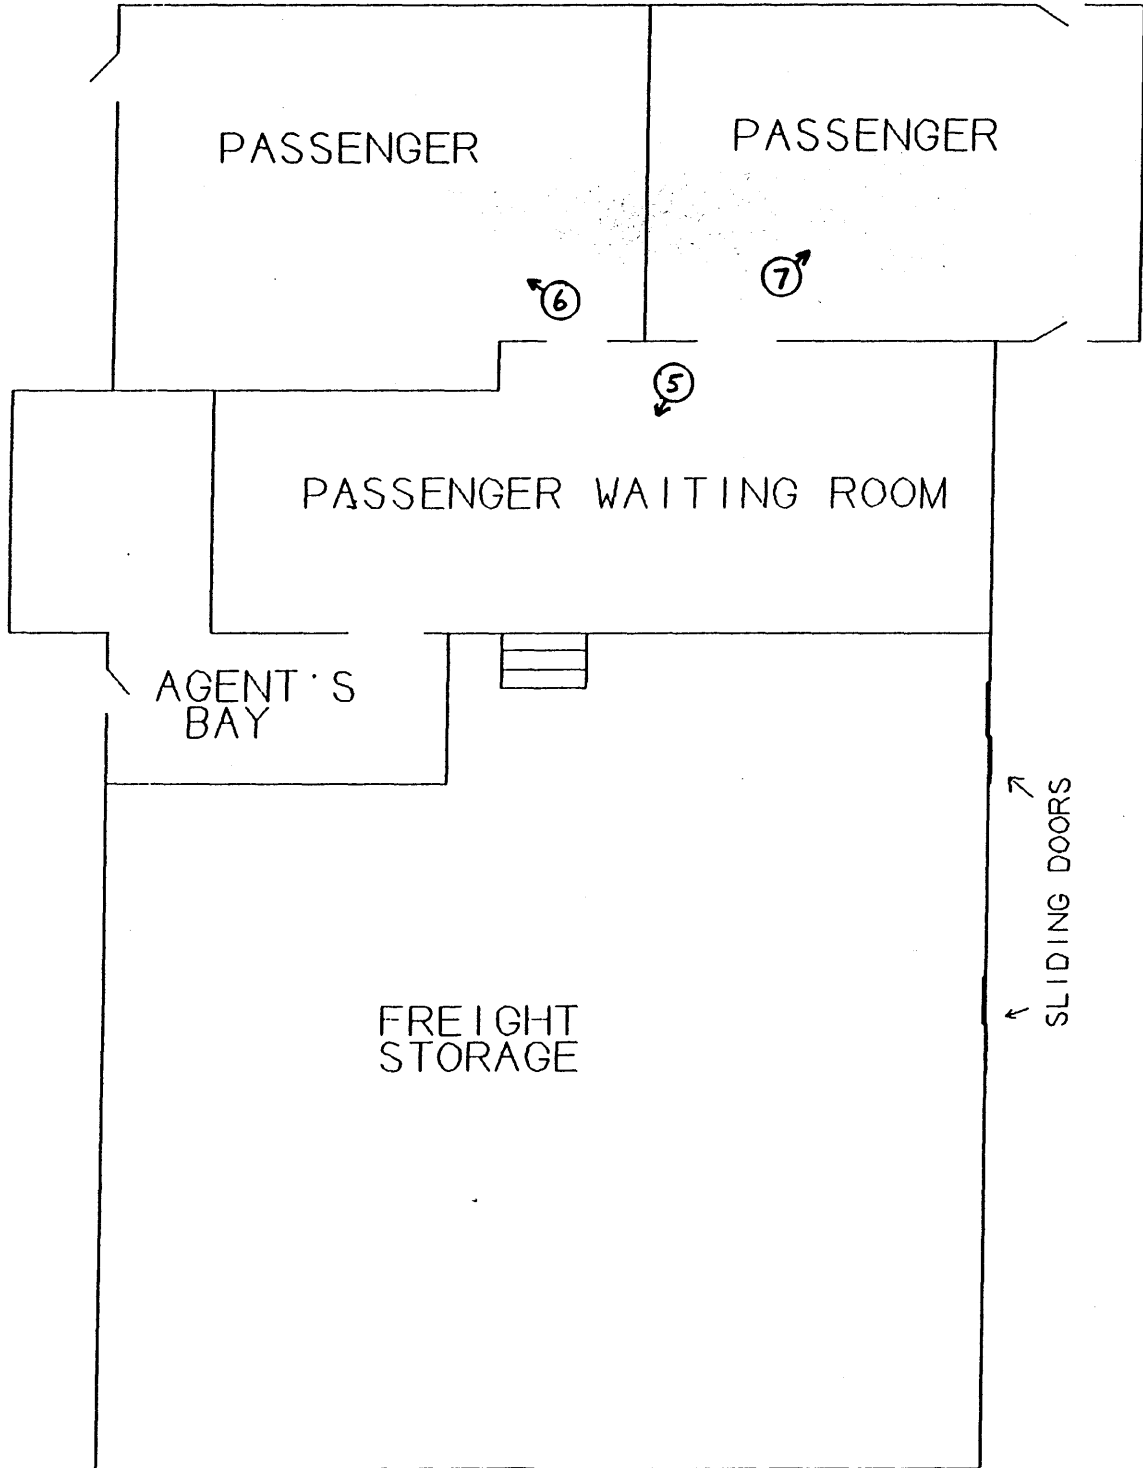 PASSENGER
PASSENGER
7
6
5
PASSENGER WAITING ROOM
AGENT'S
BAY
SLIDING DOORS
FREIGHT
STORAGE